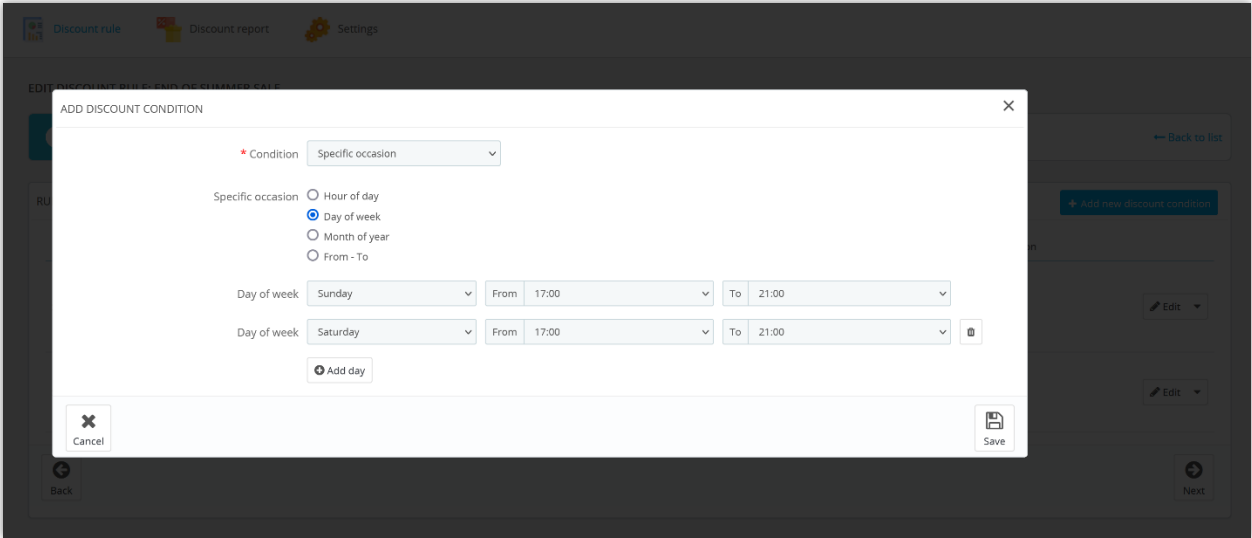 Discount rule Discount report Settings
EDIT DISCOUNT RULE: END OF SUMMER SALE
ADD DISCOUNT CONDITION
← Back to list
* Condition Specific occasion
RU
Specific occasion Hour of day
Add new discount condition
Day of week
Month of year
on
From - To
Day of week Sunday From 17:00 To 21:00
Edit
Day of week Saturday From 17:00 To 21:00
Add day
Edit
Cancel Save
Back Next